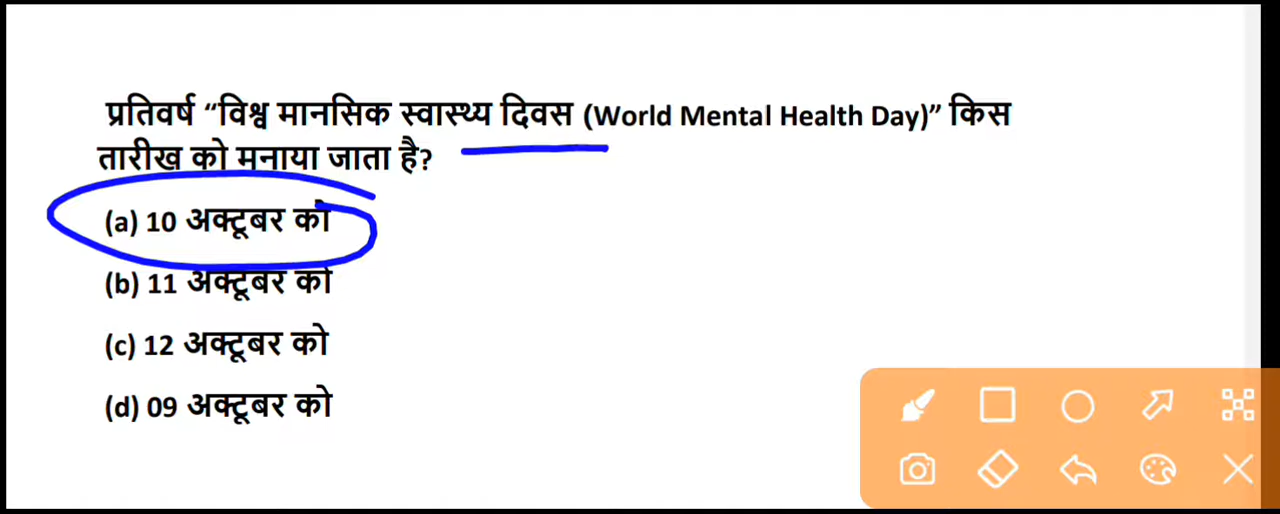 प्रतिवर्ष “विश्व मानसिक स्वास्थ्य दिवस (World Mental Health Day)” किस
तारीख को मनाया जाता है?
(a) 10 अक्टूबर को
(b) 11 अक्टूबर को
(c) 12 अक्टूबर को
(d) 09 अक्टूबर को